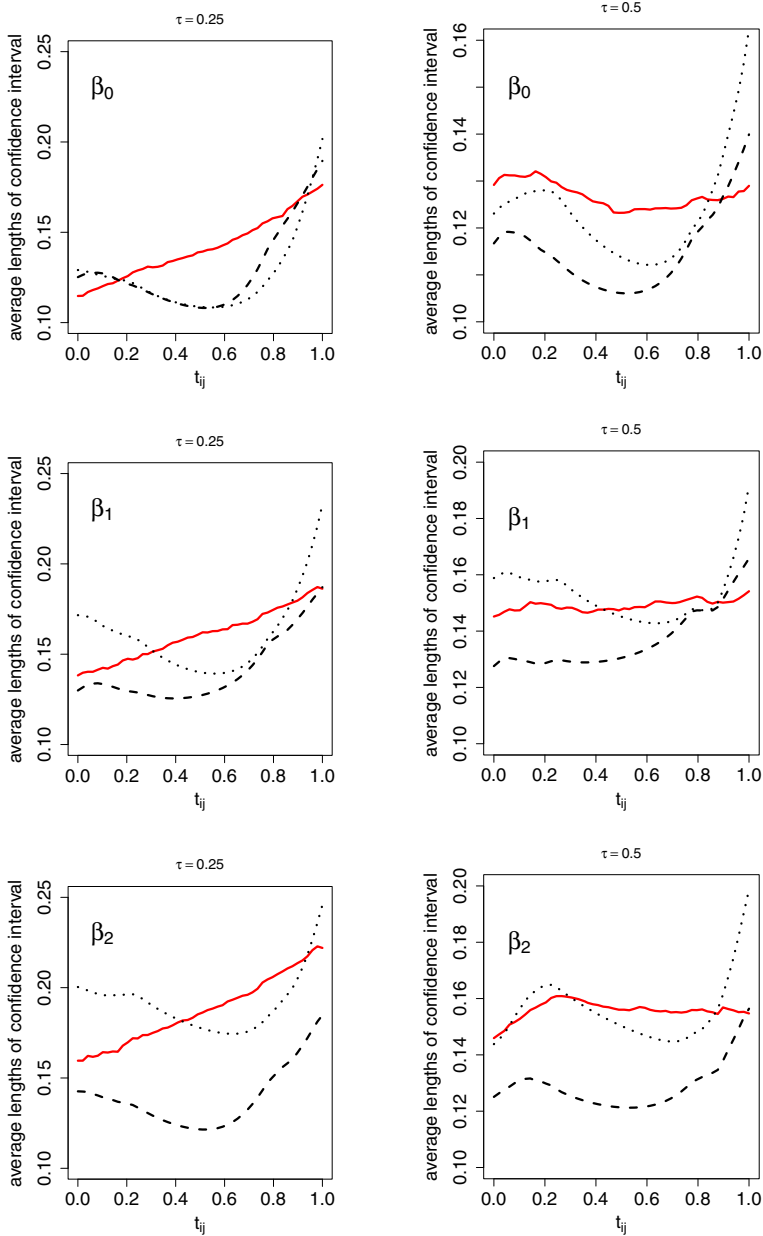 τ = 0.25
average lengths of confidence interval
0.10 0.15 0.20 0.25
β0
0.0 0.2 0.4 0.6 0.8 1.0
tij
τ = 0.5
average lengths of confidence interval
0.10 0.12 0.14 0.16
β0
0.0 0.2 0.4 0.6 0.8 1.0
tij
τ = 0.25
average lengths of confidence interval
0.10 0.15 0.20 0.25
β1
0.0 0.2 0.4 0.6 0.8 1.0
tij
τ = 0.5
average lengths of confidence interval
0.10 0.12 0.14 0.16 0.18 0.20
β1
0.0 0.2 0.4 0.6 0.8 1.0
tij
τ = 0.25
average lengths of confidence interval
0.10 0.15 0.20 0.25
β2
0.0 0.2 0.4 0.6 0.8 1.0
tij
τ = 0.5
average lengths of confidence interval
0.10 0.12 0.14 0.16 0.18 0.20
β2
0.0 0.2 0.4 0.6 0.8 1.0
tij